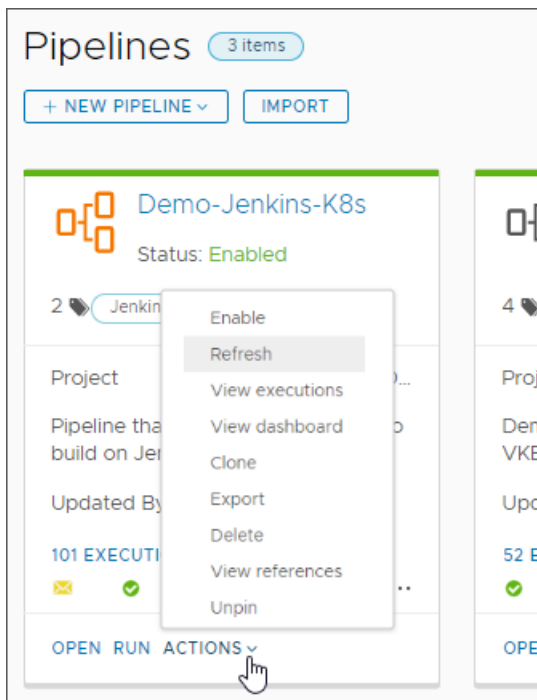 Pipelines 3 items
+ NEW PIPELINE IMPORT
Demo-Jenkins-K8s
Status: Enabled
2 Jenkin
4
Enable
Refresh
View executions
View dashboard
Clone
Export
Delete
View references
Unpin
Project
Pipeline tha
build on Jer
Updated By
101 EXECUTI
OPEN RUN ACTIONS
Proj
VKE
Upd
52 E
OPE